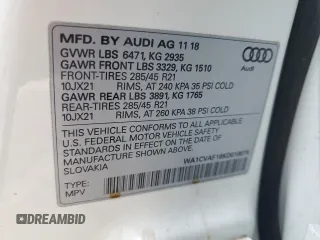 MFD. BY AUDI AG 11 18
GVWR LBS 6471, KG 2935
GAWR FRONT LBS 3329, KG 1510
FRONT-TIRES 285/45 R21
10JX21 RIMS, AT 240 KPA 35 PSI COLD
GAWR REAR LBS 3891, KG 1765
REAR-TIRES 285/45 R21
10JX21 RIMS, AT 260 KPA 38 PSI COLD
THIS VEHICLE CONFORMS TO ALL APPLICABLE
U.S. FEDERAL MOTOR VEHICLE SAFETY
STANDARDS IN EFFECT ON THE DATE OF
MANUFACTURE SHOWN ABOVE
SLOVAKIA
TYPE:
MPV
Audi
DREAMBID